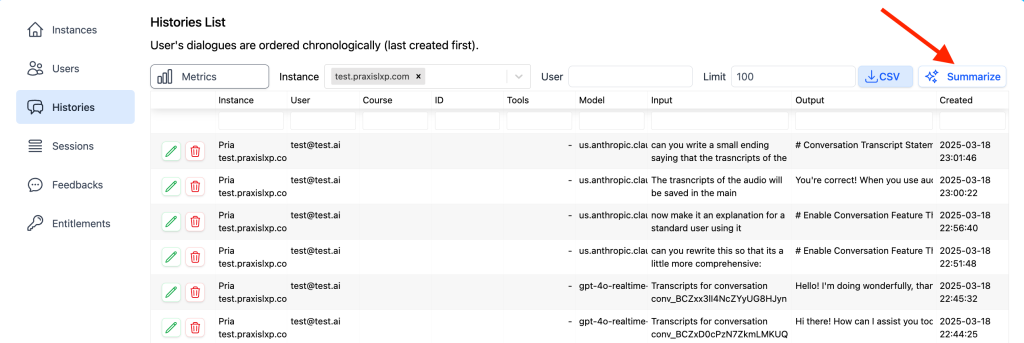 Histories List
User's dialogues are ordered chronologically (last created first).
Instances
Users
Histories
Sessions
Feedbacks
Entitlements
Metrics
Instance
test.praxislxp.com ×
User
Limit
100
CSV
Summarize
Instance User Course ID Tools Model Input Output Created
Pria test@test.ai - us.anthropic.clau can you write a small ending # Conversation Transcript Statem 2025-03-18
test.praxislxp.co saying that the trasncripts of the 23:01:46
Pria test@test.ai - us.anthropic.clau The trasncripts of the audio will You're correct! When you use aud 2025-03-18
test.praxislxp.co be saved in the main 23:00:22
Pria test@test.ai - us.anthropic.clau now make it an explanation for a # Enable Conversation Feature Th 2025-03-18
test.praxislxp.co standard user using it 22:56:40
Pria test@test.ai - us.anthropic.clau can you rewrite this so that its a # Enable Conversation Feature Th 2025-03-18
test.praxislxp.co little more comprehensive: 22:51:48
Pria test@test.ai - gpt-4o-realtime- Transcripts for conversation Hello! I'm doing wonderfully, than 2025-03-18
test.praxislxp.co conv_BCZxx3Il4NcZYyUG8HJyn 22:45:32
Pria test@test.ai - gpt-4o-realtime- Transcripts for conversation Hi there! How can I assist you toc 2025-03-18
test.praxislxp.co conv_BCZxD0cPzN7ZkmLMKUQ 22:44:25